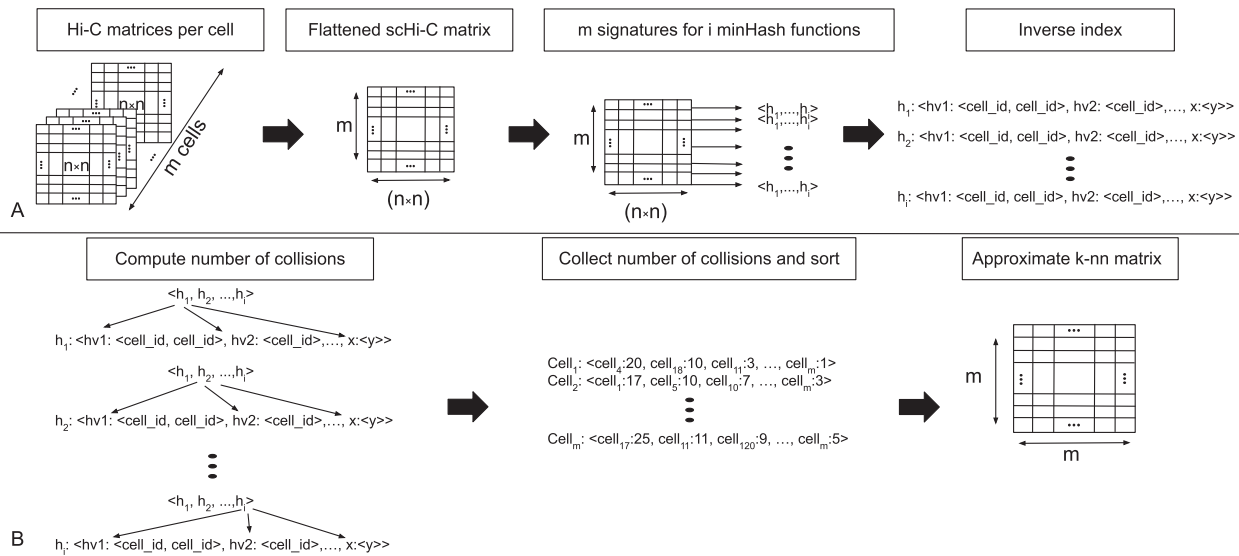 Hi-C matrices per cell
Flattened scHi-C matrix
m signatures for i minHash functions
Inverse index
n×n
n×n
m cells
m
(n×n)
m
(n×n)
<h1,...,hi>
<h1,...,hi>
<h1,...,hi>
h1: <hv1: <cell_id, cell_id>, hv2: <cell_id>,..., x:<y>>
h2: <hv1: <cell_id, cell_id>, hv2: <cell_id>,..., x:<y>>
hi: <hv1: <cell_id, cell_id>, hv2: <cell_id>,..., x:<y>>
A
Compute number of collisions
Collect number of collisions and sort
Approximate k-nn matrix
<h1, h2, ...,hi>
h1: <hv1: <cell_id, cell_id>, hv2: <cell_id>,..., x:<y>>
<h1, h2, ...,hi>
h2: <hv1: <cell_id, cell_id>, hv2: <cell_id>,..., x:<y>>
<h1, h2, ...,hi>
hi: <hv1: <cell_id, cell_id>, hv2: <cell_id>,..., x:<y>>
Cell1: <cell4:20, cell18:10, cell11:3, ..., cellm:1>
Cell2: <cell1:17, cell5:10, cell10:7, ..., cellm:3>
Cellm: <cell17:25, cell11:11, cell120:9, ..., cellm:5>
m
m
B